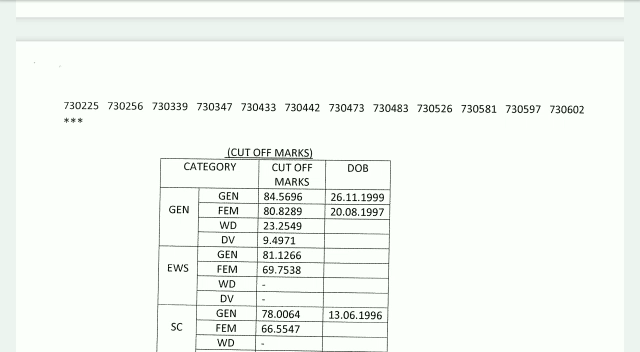 730225 730256 730339 730347 730433 730442 730473 730483 730526 730581 730597 730602
***
(CUT OFF MARKS)
CATEGORY CUT OFF MARKS DOB
GEN GEN 84.5696 26.11.1999
FEM 80.8289 20.08.1997
WD 23.2549
DV 9.4971
EWS GEN 81.1266
FEM 69.7538
WD -
DV -
SC GEN 78.0064 13.06.1996
FEM 66.5547
WD -